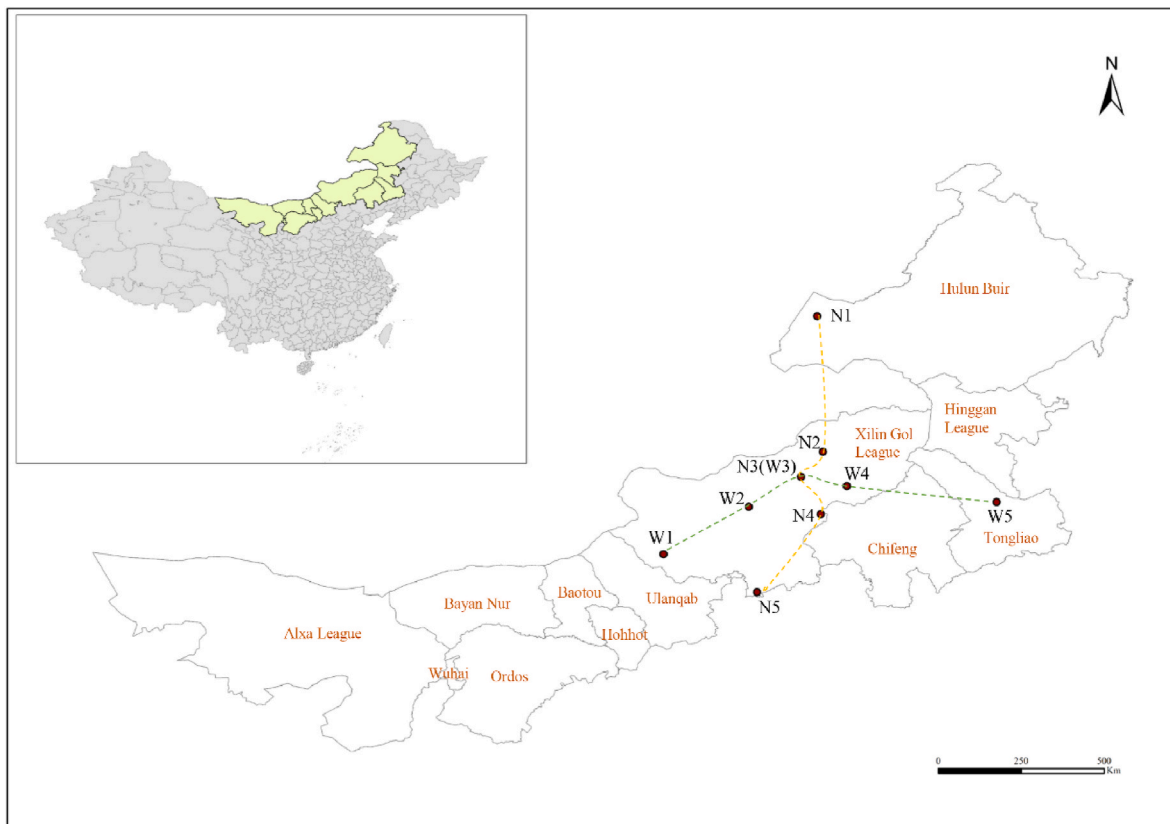 N
Hulun Buir
N1
Hinggan
League
Xilin Gol
League
N2
N3(W3)
W4
W2
W5
N4
Tongliao
W1
Chifeng
Baotou
Ulanqab
N5
Bayan Nur
Alxa League
Hohhot
Wuhai
Ordos
0 250 500
Km